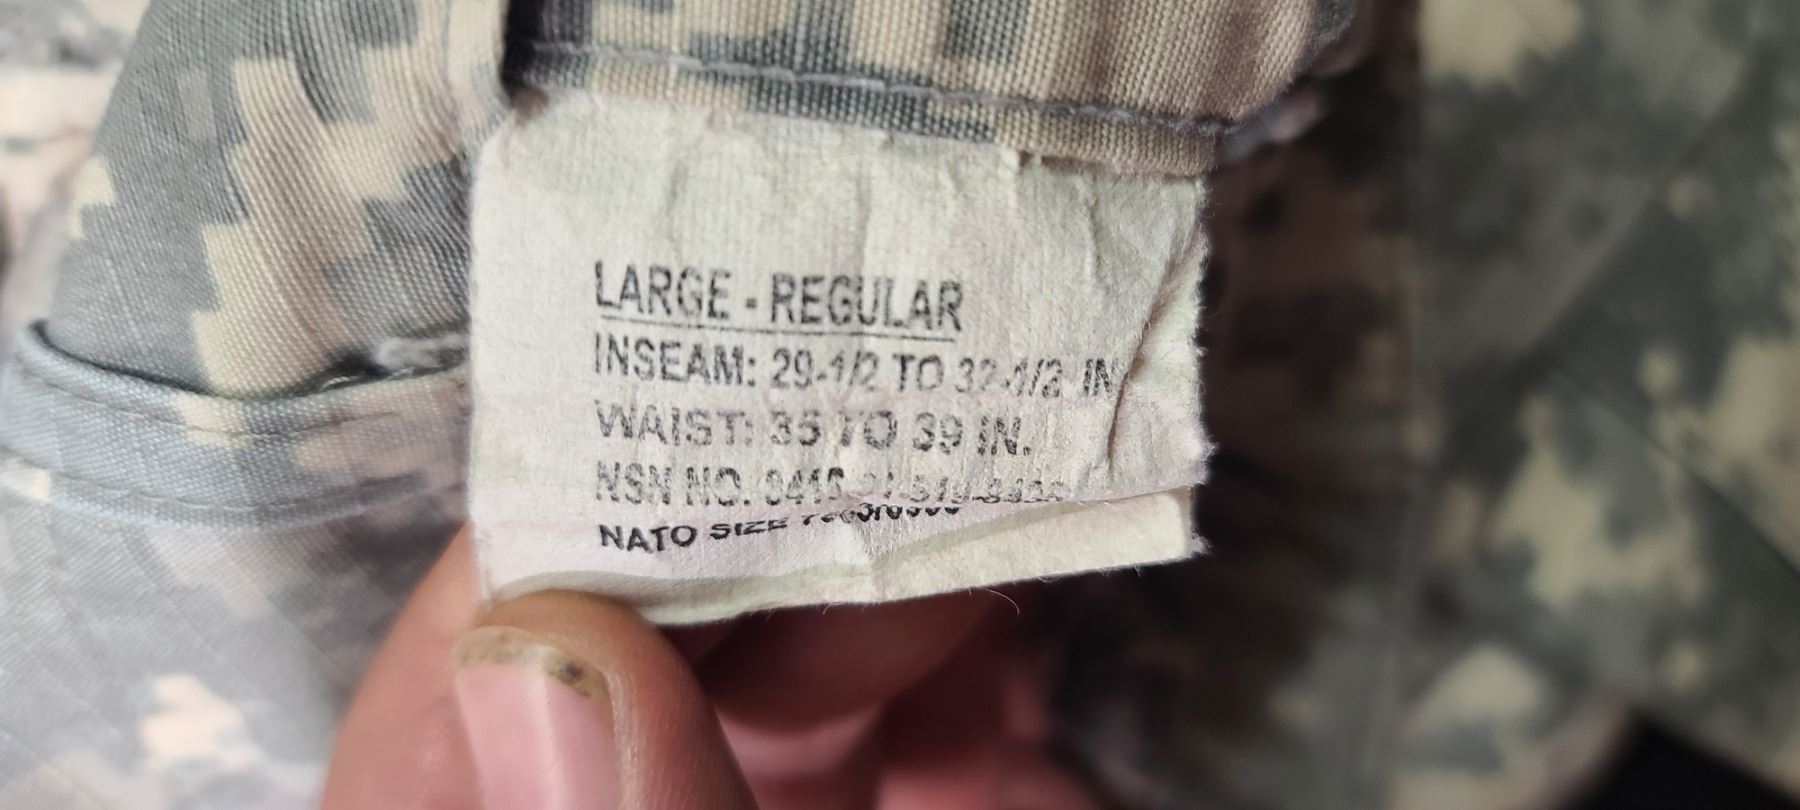 LARGE - REGULAR
INSEAM: 29-1/2 TO 32-1/2 IN
WAIST: 35 TO 39 IN.
NSN NO. 8415
NATO SIZE